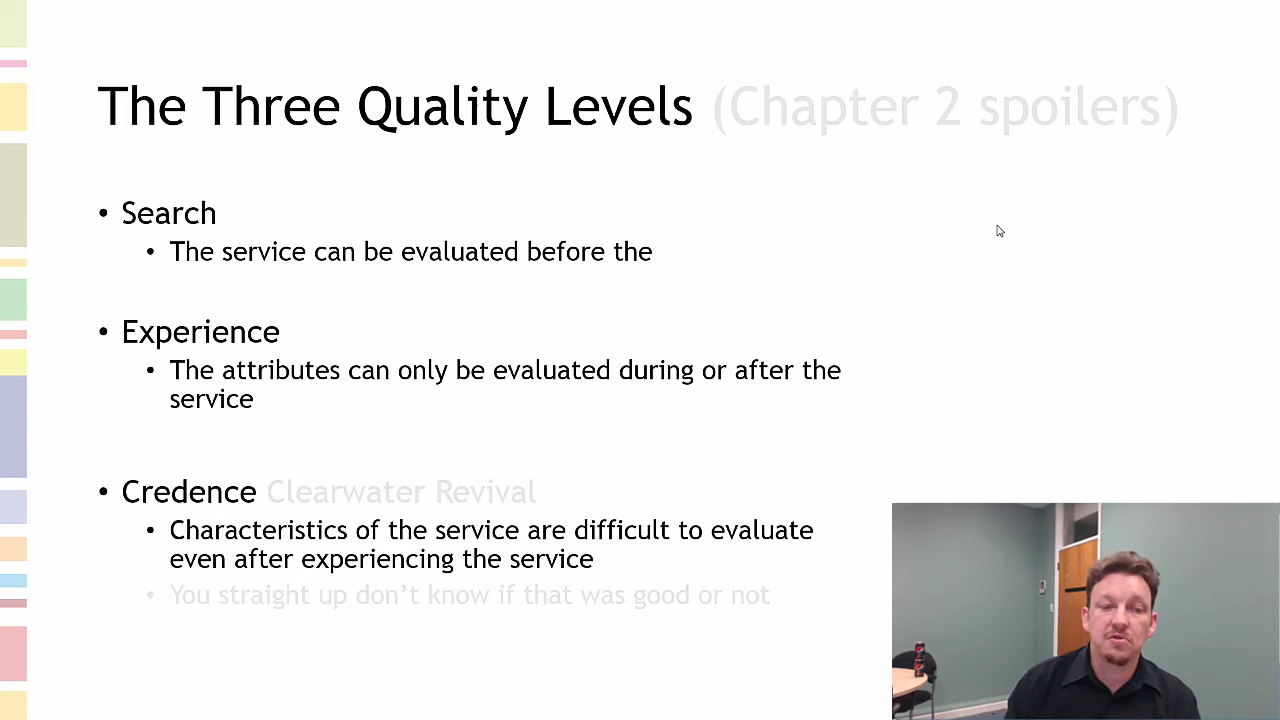 The Three Quality Levels (Chapter 2 spoilers)
• Search
• The service can be evaluated before the
• Experience
• The attributes can only be evaluated during or after the
service
• Credence Clearwater Revival
• Characteristics of the service are difficult to evaluate
even after experiencing the service
• You straight up don’t know if that was good or not